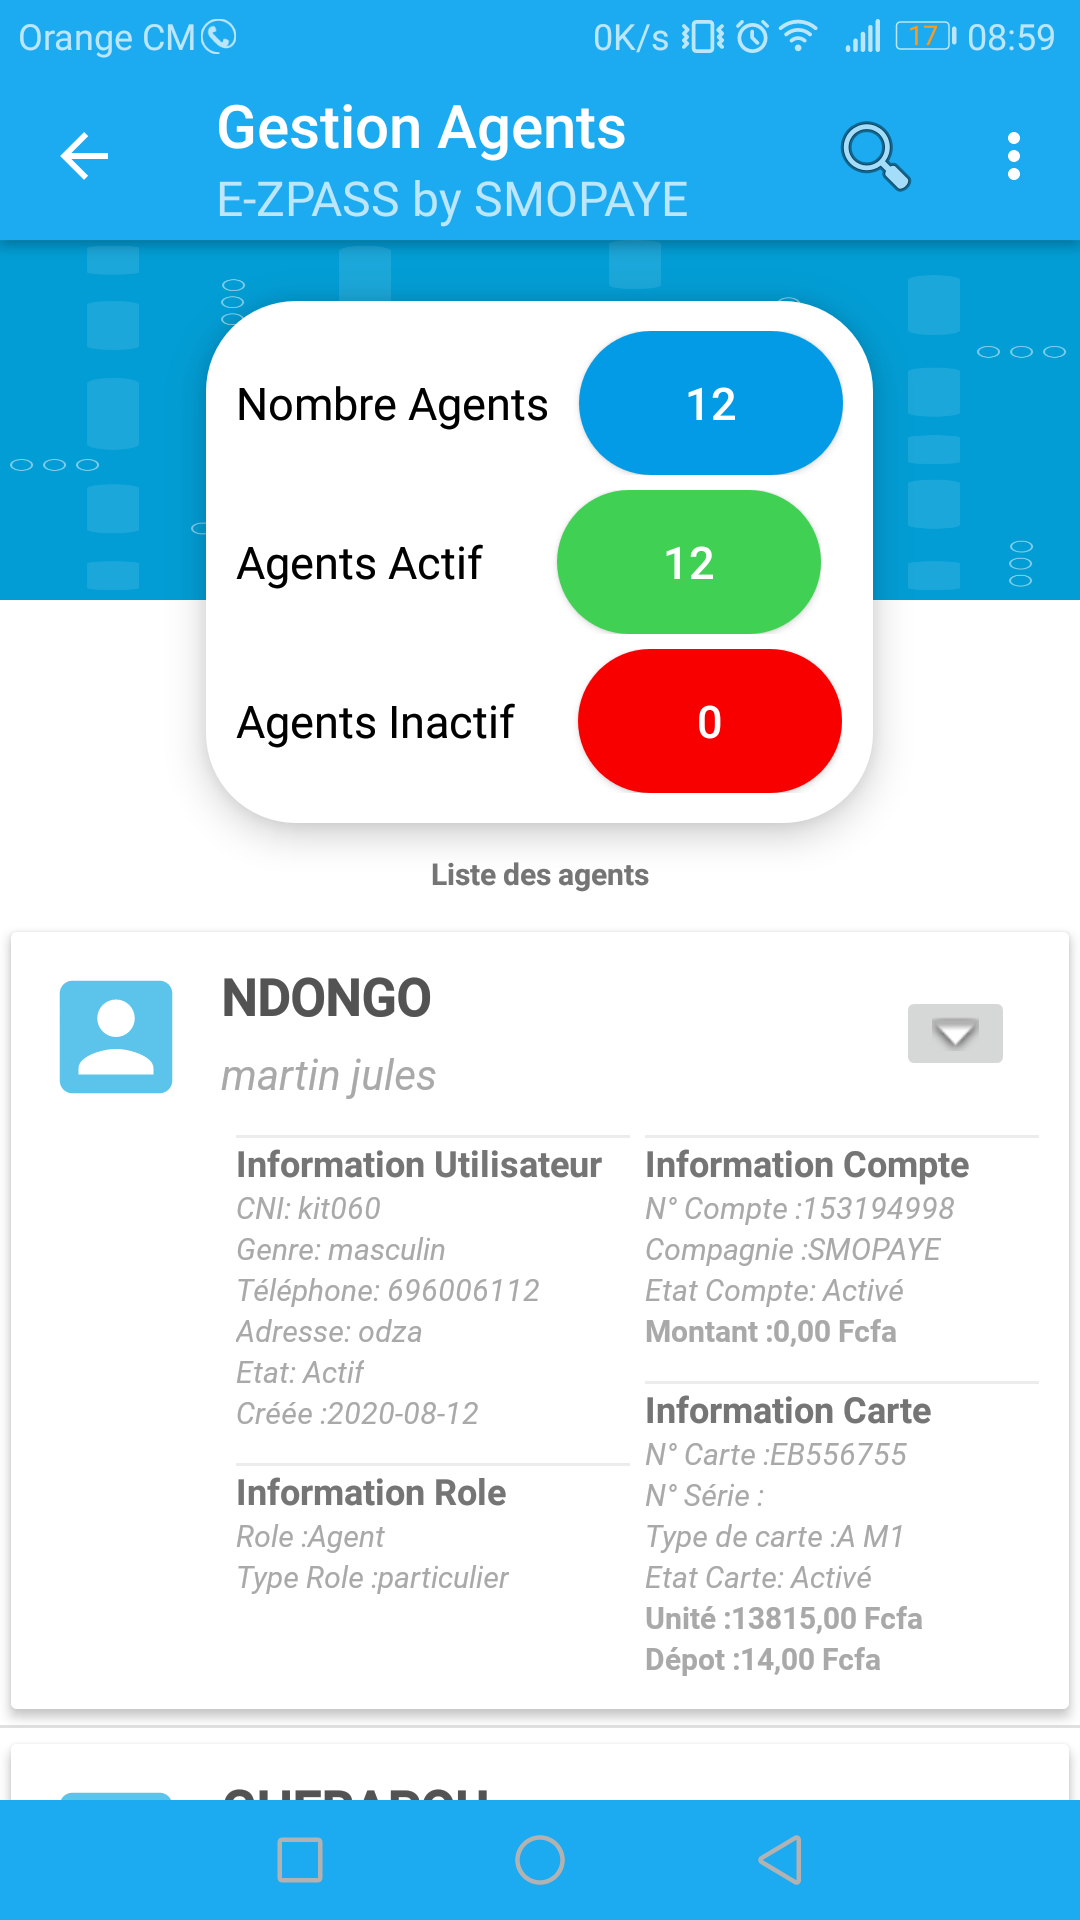 Orange CM 0K/s 17 08:59
Gestion Agents
E-ZPASS by SMOPAYE
Nombre Agents 12
Agents Actif 12
Agents Inactif 0
Liste des agents
NDONGO
martin jules
Information Utilisateur
CNI: kit060
Genre: masculin
Téléphone: 696006112
Adresse: odza
Etat: Actif
Créée :2020-08-12
Information Role
Role :Agent
Type Role :particulier
Information Compte
N° Compte :153194998
Compagnie :SMOPAYE
Etat Compte: Activé
Montant :0,00 Fcfa
Information Carte
N° Carte :EB556755
N° Série :
Type de carte :A M1
Etat Carte: Activé
Unité :13815,00 Fcfa
Dépot :14,00 Fcfa